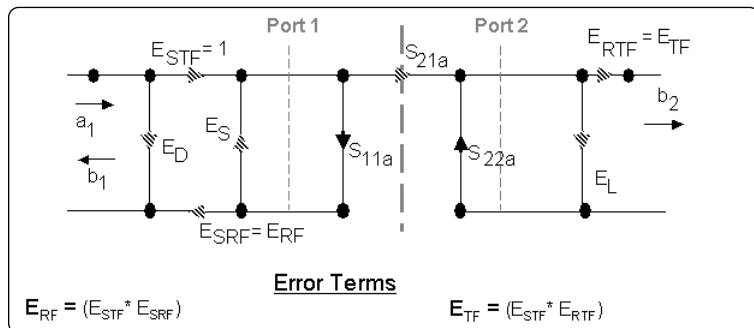 Port 1
Port 2
E_STF = 1
S_21a
E_RTF = E_TF
a_1
b_1
E_D
E_S
S_11a
S_22a
E_L
b_2
E_SRF = E_RF
Error Terms
E_RF = (E_STF * E_SRF)
E_TF = (E_STF * E_RTF)